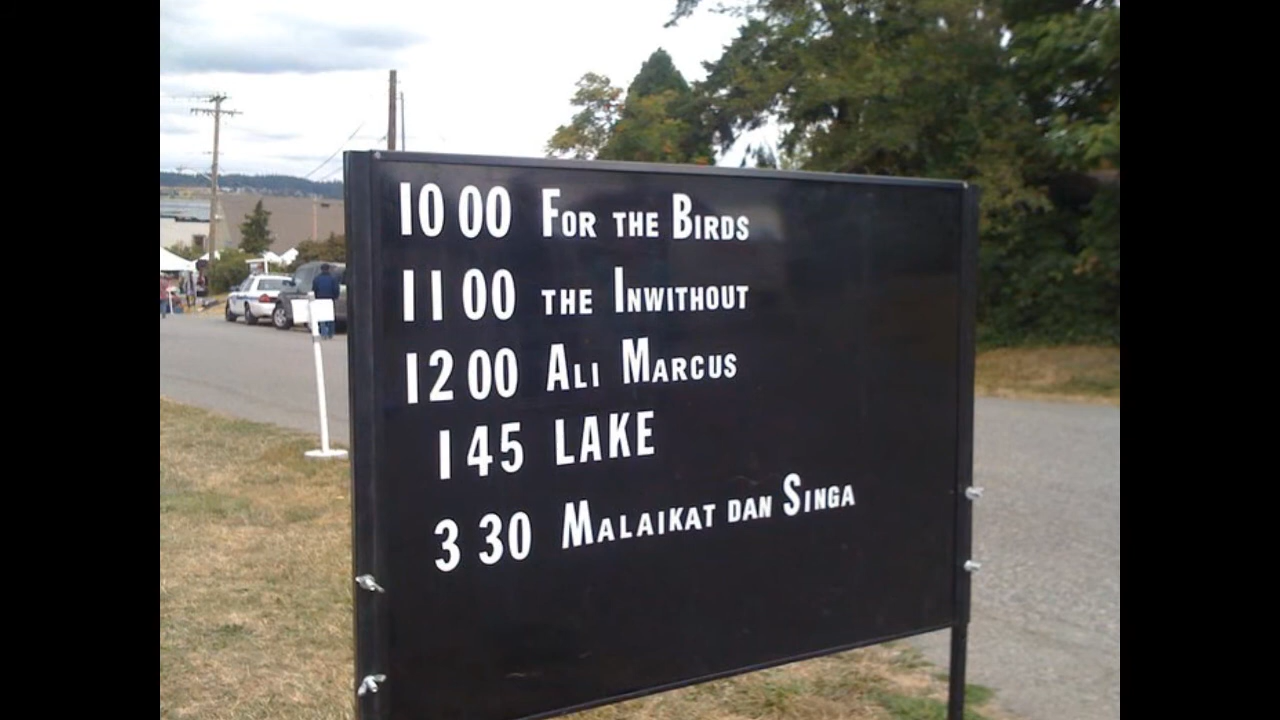 10 00 For the Birds
11 00 the Inwithout
12 00 Ali Marcus
1 45 LAKE
3 30 Malaikat dan Singa